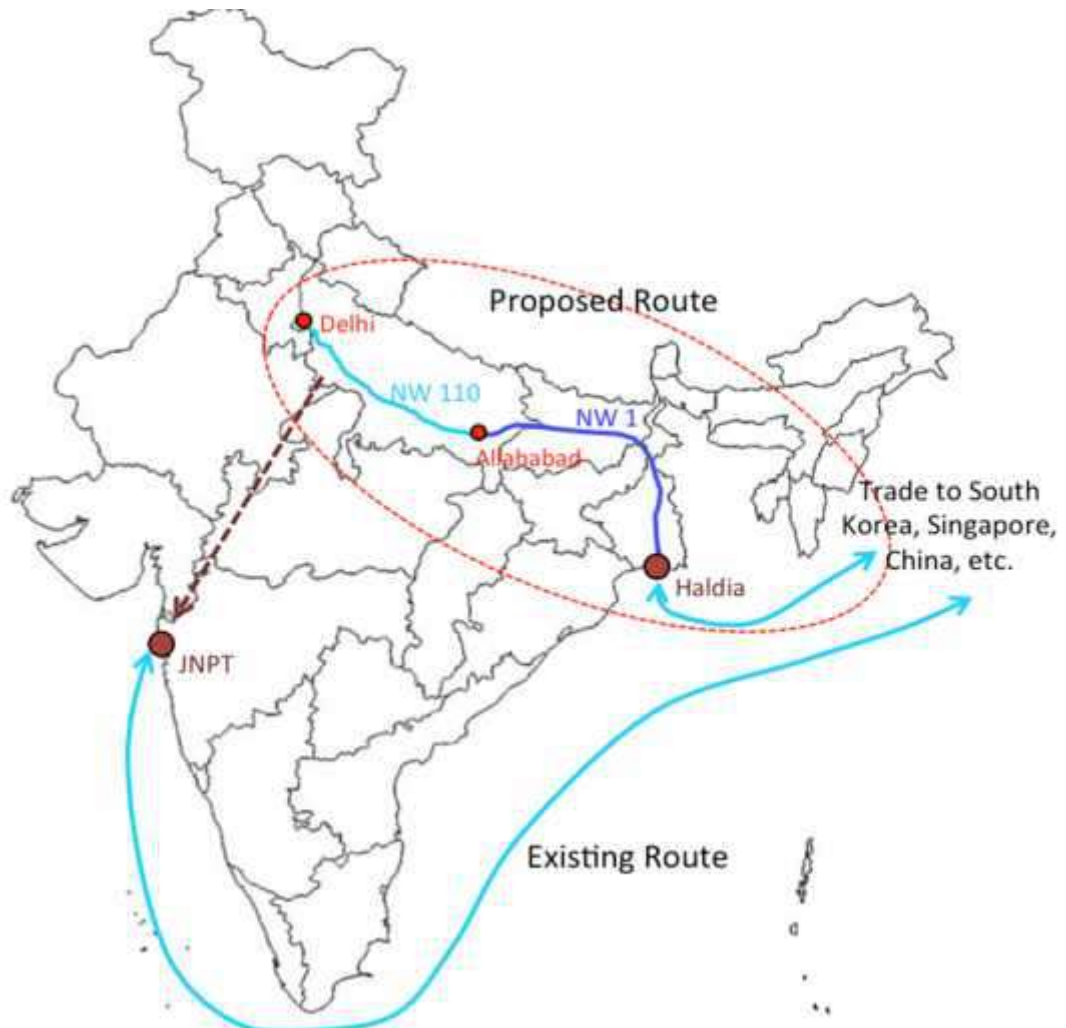 Proposed Route
Delhi
NW 110
NW 1
Allahabad
Trade to South
Korea, Singapore,
China, etc.
Haldia
JNPT
Existing Route